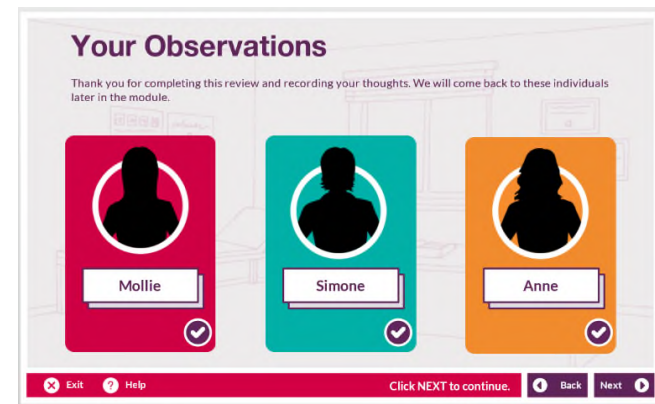 Your Observations
Thank you for completing this review and recording your thoughts. We will come back to these individuals
later in the module.
Mollie
Simone
Anne
Exit
? Help
Click NEXT to continue.
Back
Next